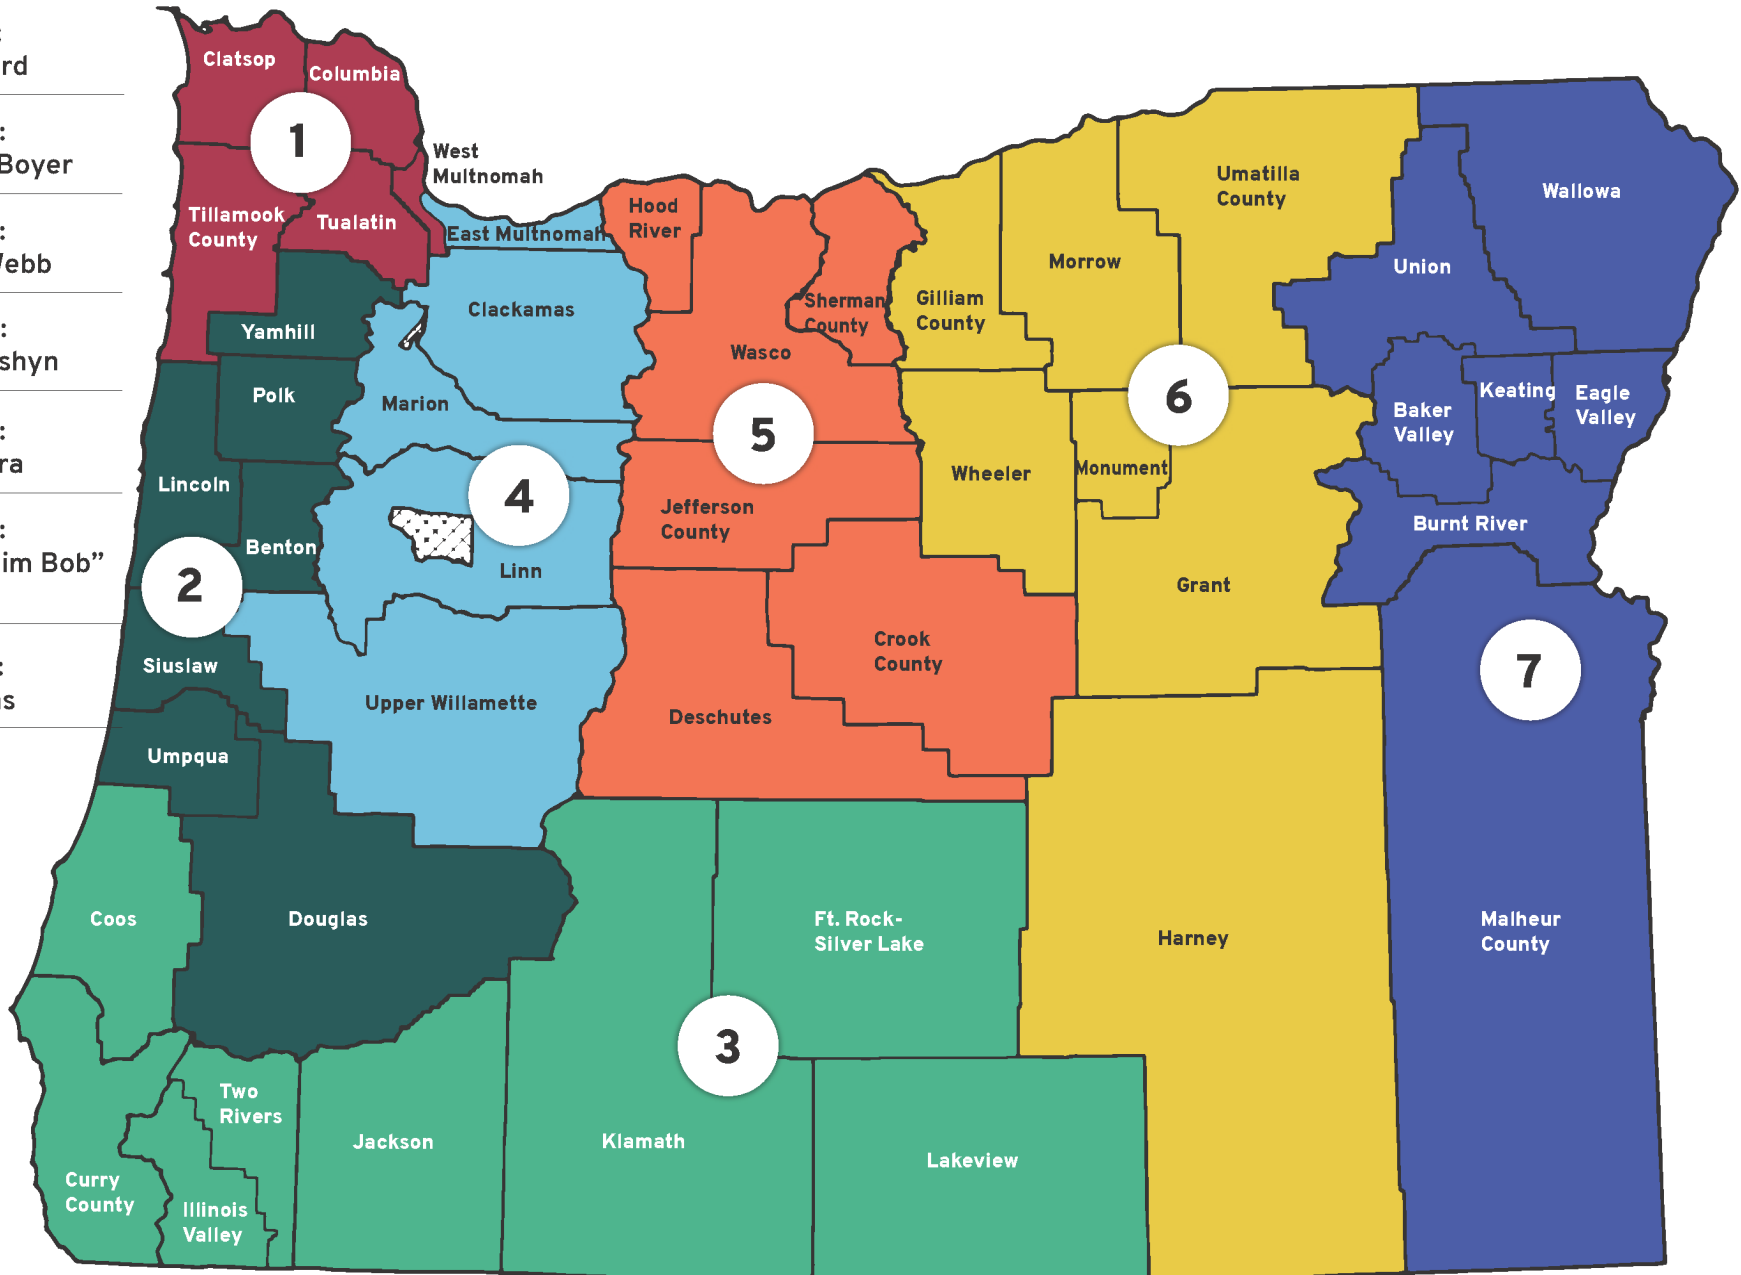 :
rd
:
Boyer
:
ebb
:
shyn
:
ra
:
im Bob”
:
s
Clatsop
Columbia
1
West
Multnomah
Tillamook
County
Tualatin
East Multnomah
Hood
River
Umatilla
County
Wallowa
Morrow
Union
Clackamas
Sherman
County
Gilliam
County
Yamhill
Wasco
Polk
Marion
6
Keating
Eagle
Valley
Baker
Valley
5
Lincoln
4
Wheeler
Monument
Jefferson
County
Burnt River
Benton
Linn
2
Grant
Crook
County
Siuslaw
7
Upper Willamette
Deschutes
Umpqua
Coos
Douglas
Ft. Rock-
Silver Lake
Harney
Malheur
County
3
Two
Rivers
Jackson
Klamath
Lakeview
Curry
County
Illinois
Valley